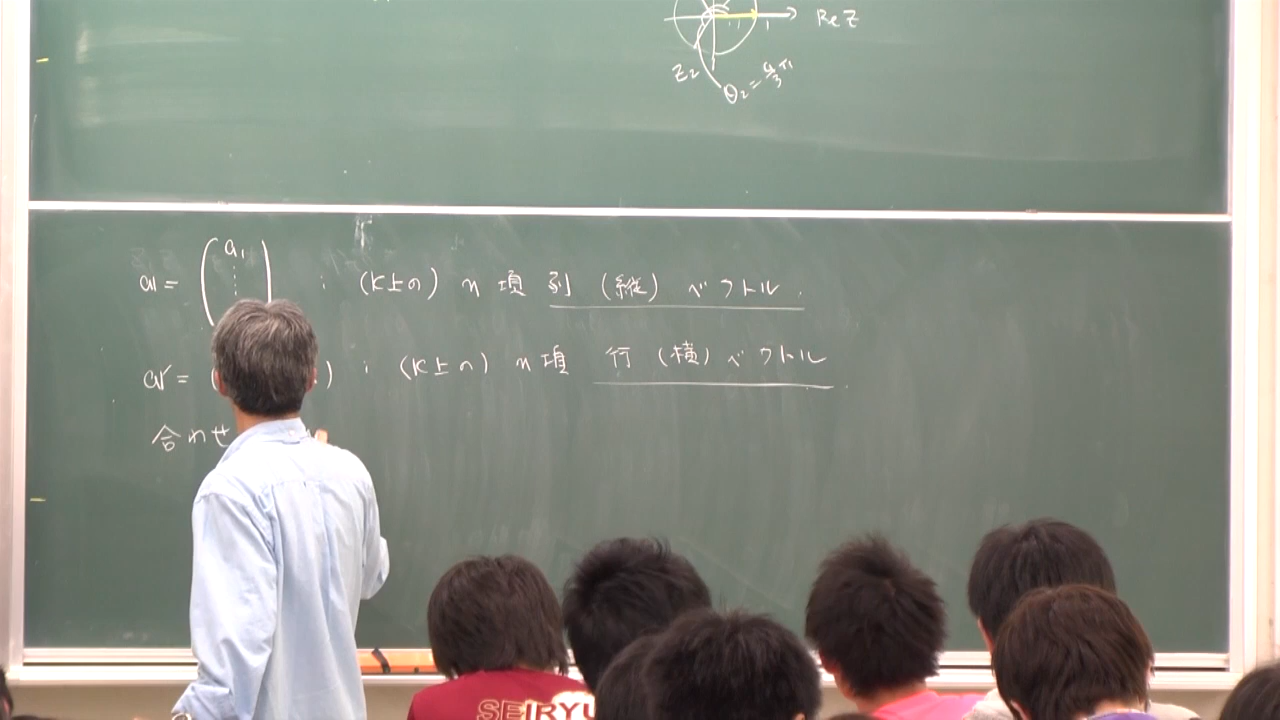 Re Z
Z₂
θ₂ = 4/3 π
𝕒 = ( a₁ ⋮ ) : (K上の) n 項 列 (縦) ベクトル.
: (K上の) n 項 行 (横) ベクトル.
合わせ
SEIRYU